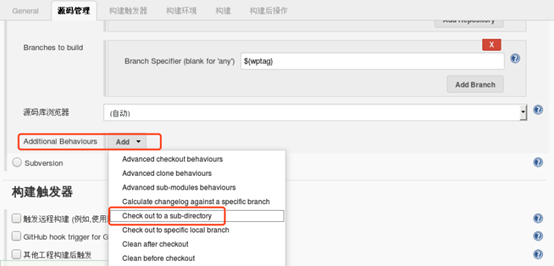 General 源码管理 构建触发器 构建环境 构建 构建后操作
Add Repository
Branches to build
X
Branch Specifier (blank for 'any') ${wptag}
Add Branch
源码库浏览器 (自动)
Additional Behaviours Add
Advanced checkout behaviours
Subversion
Advanced clone behaviours
Advanced sub-modules behaviours
Calculate changelog against a specific branch
构建触发器
Check out to a sub-directory
触发远程构建 (例如,使用
Check out to specific local branch
GitHub hook trigger for G
Clean after checkout
其他工程构建后触发
Clean before checkout